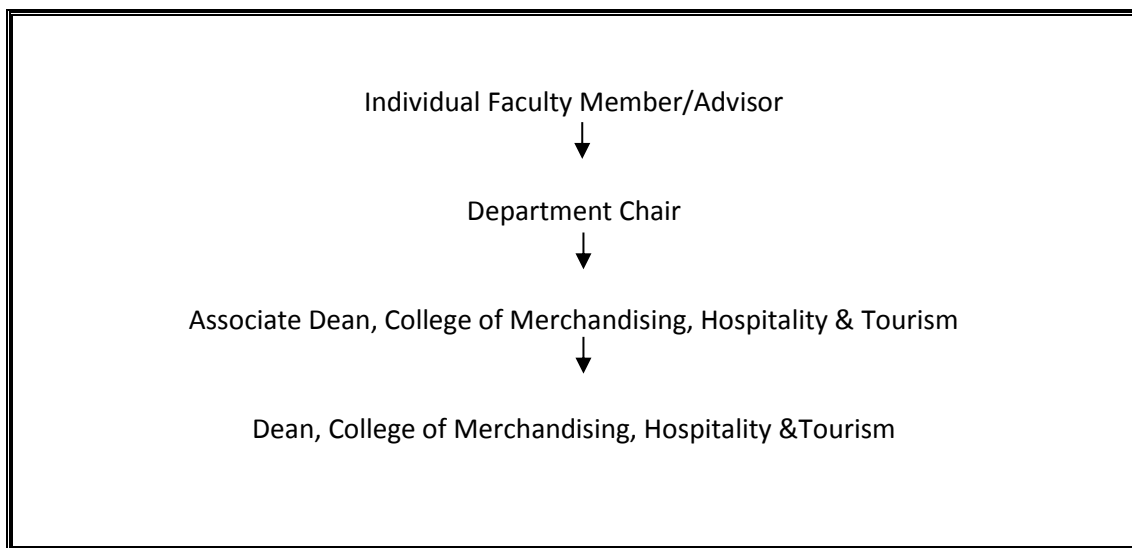 Individual Faculty Member/Advisor
Department Chair
Associate Dean, College of Merchandising, Hospitality & Tourism
Dean, College of Merchandising, Hospitality &Tourism